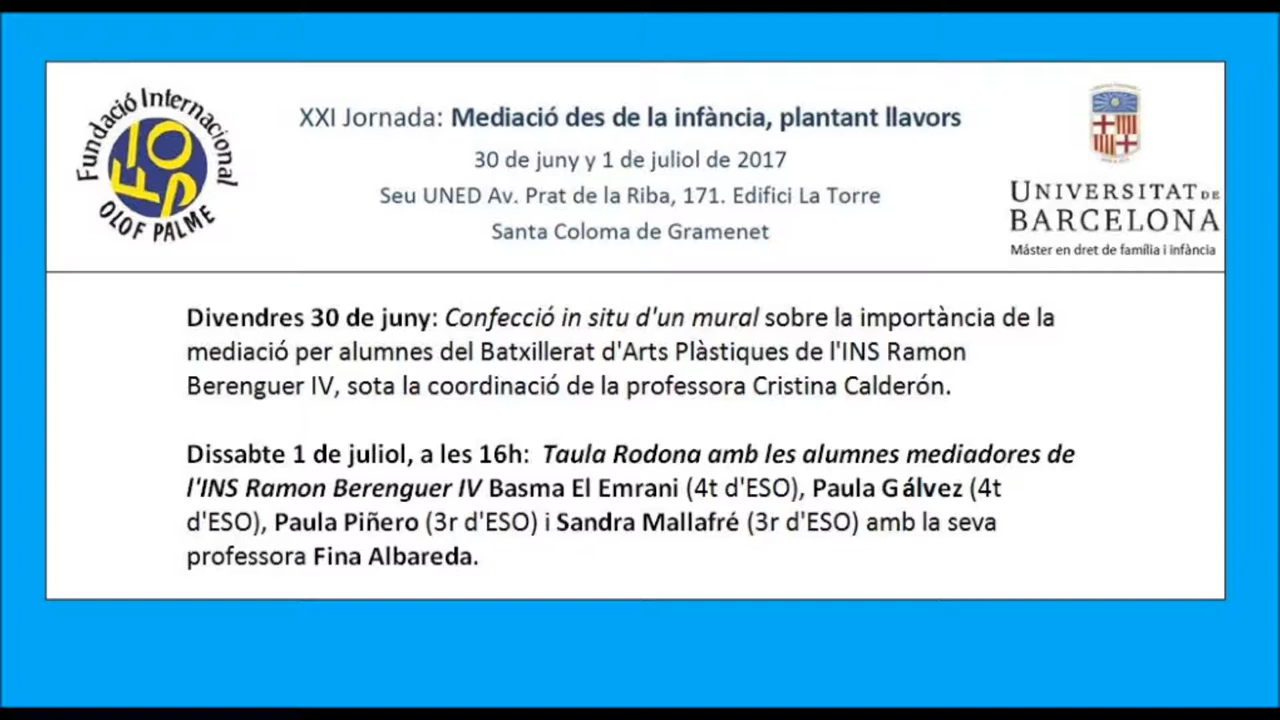 Fundació Internacional
OLOF PALME
XXI Jornada: Mediació des de la infància, plantant llavors
30 de juny y 1 de juliol de 2017
Seu UNED Av. Prat de la Riba, 171. Edifici La Torre
Santa Coloma de Gramenet
UNIVERSITAT DE
BARCELONA
Máster en dret de família i infància
Divendres 30 de juny: Confecció in situ d'un mural sobre la importància de la
mediació per alumnes del Batxillerat d'Arts Plàstiques de l'INS Ramon
Berenguer IV, sota la coordinació de la professora Cristina Calderón.
Dissabte 1 de juliol, a les 16h: Taula Rodona amb les alumnes mediadores de
l'INS Ramon Berenguer IV Basma El Emrani (4t d'ESO), Paula Gálvez (4t
d'ESO), Paula Piñero (3r d'ESO) i Sandra Mallafré (3r d'ESO) amb la seva
professora Fina Albareda.